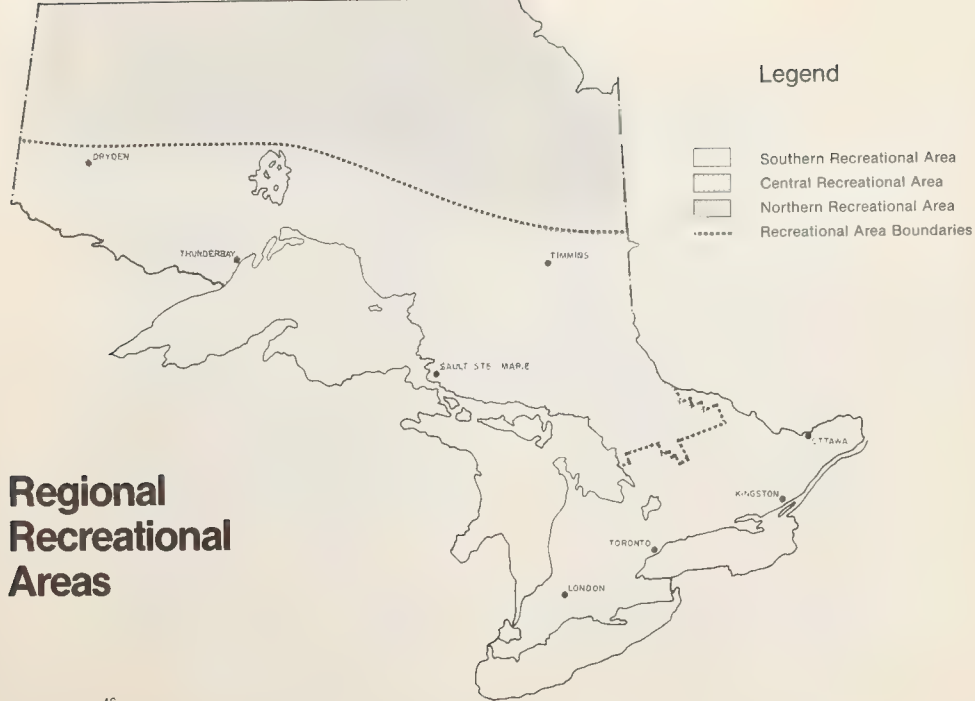 Legend
Southern Recreational Area
Central Recreational Area
Northern Recreational Area
Recreational Area Boundaries
DRYDEN
THUNDERBAY
TIMMINS
SAULT STE MARIE
OTTAWA
KINGSTON
TORONTO
LONDON
Regional
Recreational
Areas